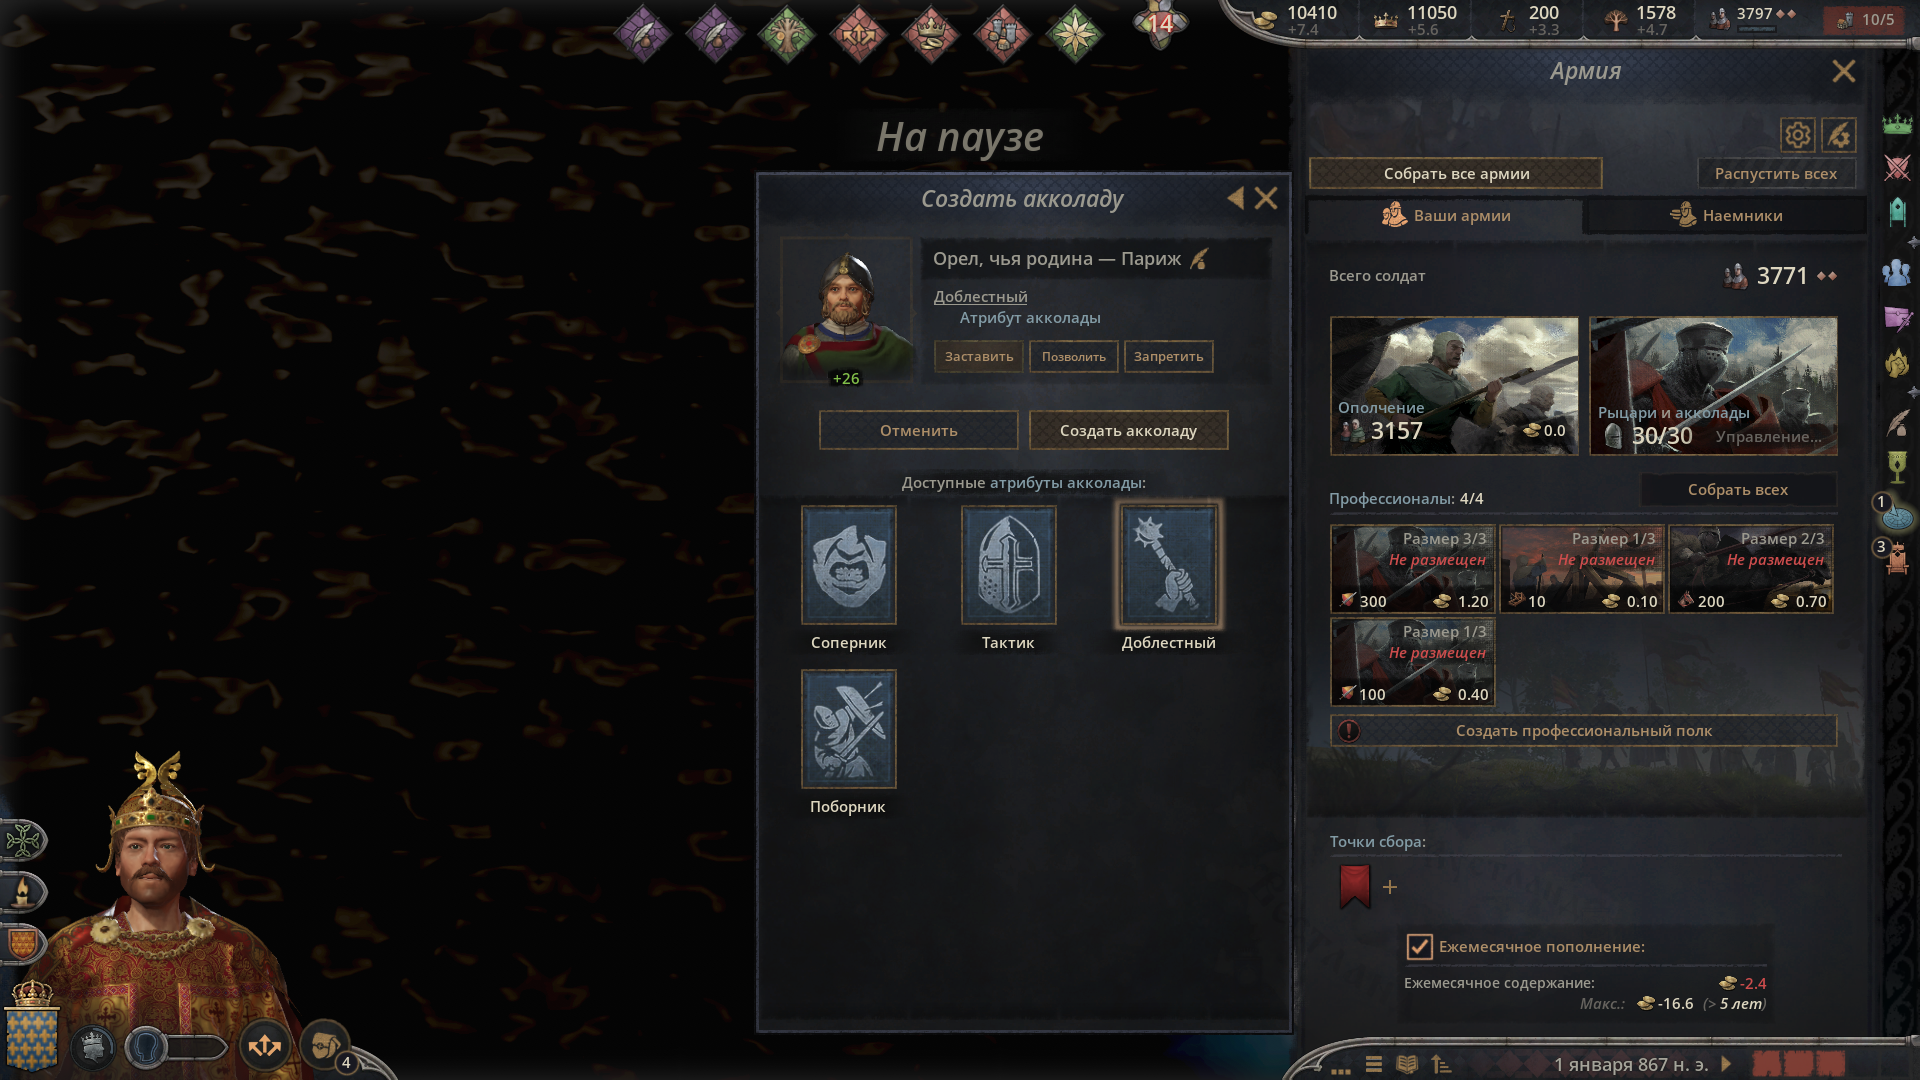 14
10410
+7.4
11050
+5.6
200
+3.3
1578
+4.7
3797
10/5
На паузе
Армия
Собрать все армии
Распустить всех
Ваши армии
Наемники
Всего солдат
3771
Ополчение
3157
0.0
Рыцари и акколады
30/30
Управление...
Профессионалы: 4/4
Собрать всех
Размер 3/3
Не размещен
300
1.20
Размер 1/3
Не размещен
10
0.10
Размер 2/3
Не размещен
200
0.70
Размер 1/3
Не размещен
100
0.40
Создать профессиональный полк
Точки сбора:
Ежемесячное пополнение:
Ежемесячное содержание:
-2.4
Макс.: -16.6 (> 5 лет)
Создать акколаду
Орел, чья родина — Париж
Доблестный
Атрибут акколады
Заставить
Позволить
Запретить
+26
Отменить
Создать акколаду
Доступные атрибуты акколады:
Соперник
Тактик
Доблестный
Поборник
1
3
4
1 января 867 н. э.